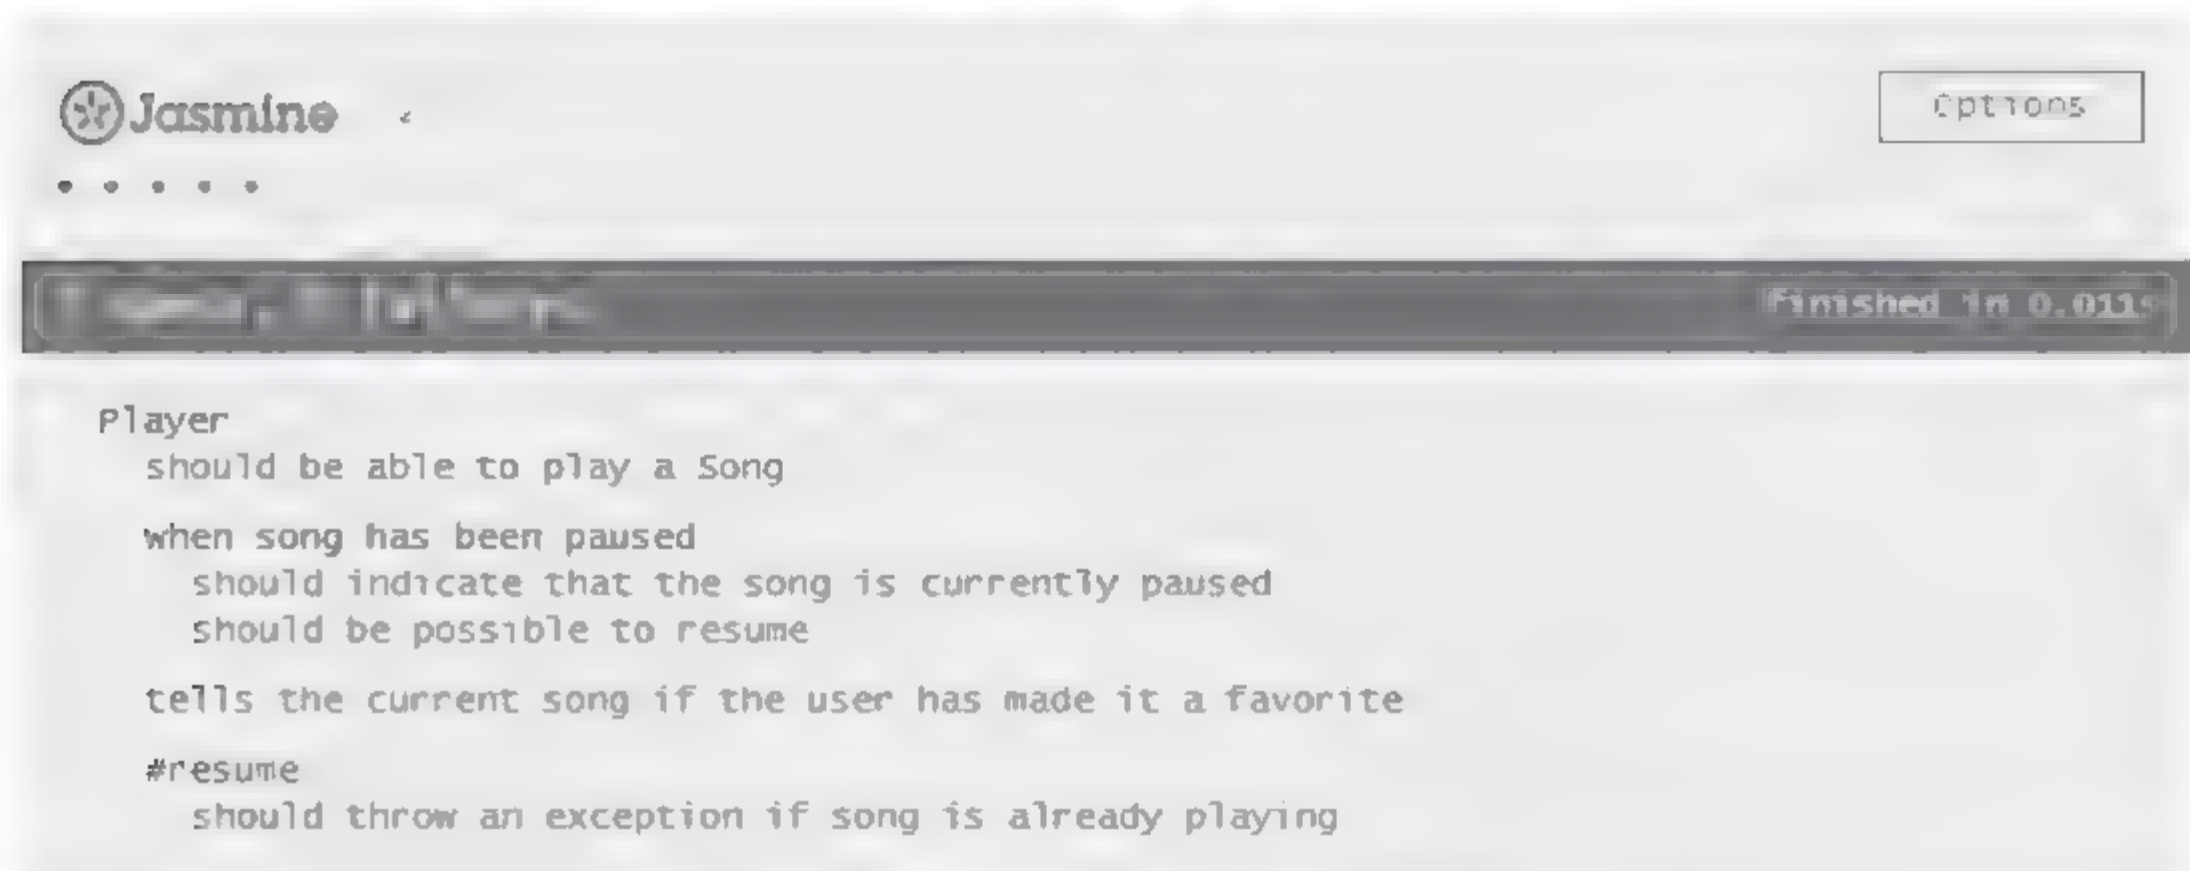 Jasmine
Options
finished in 0.011s
Player
should be able to play a Song
when song has been paused
should indicate that the song is currently paused
should be possible to resume
tells the current song if the user has made it a favorite
#resume
should throw an exception if song is already playing